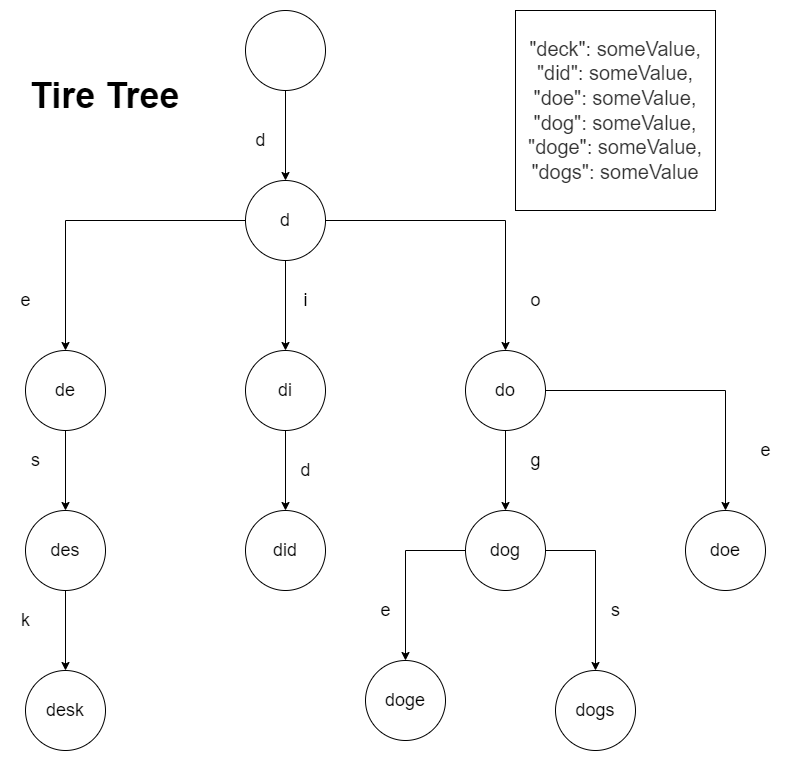 Tire Tree
"deck": someValue,
"did": someValue,
"doe": someValue,
"dog": someValue,
"doge": someValue,
"dogs": someValue
d
d
e
i
o
de
di
do
s
d
g
e
des
did
dog
doe
k
e
s
desk
doge
dogs